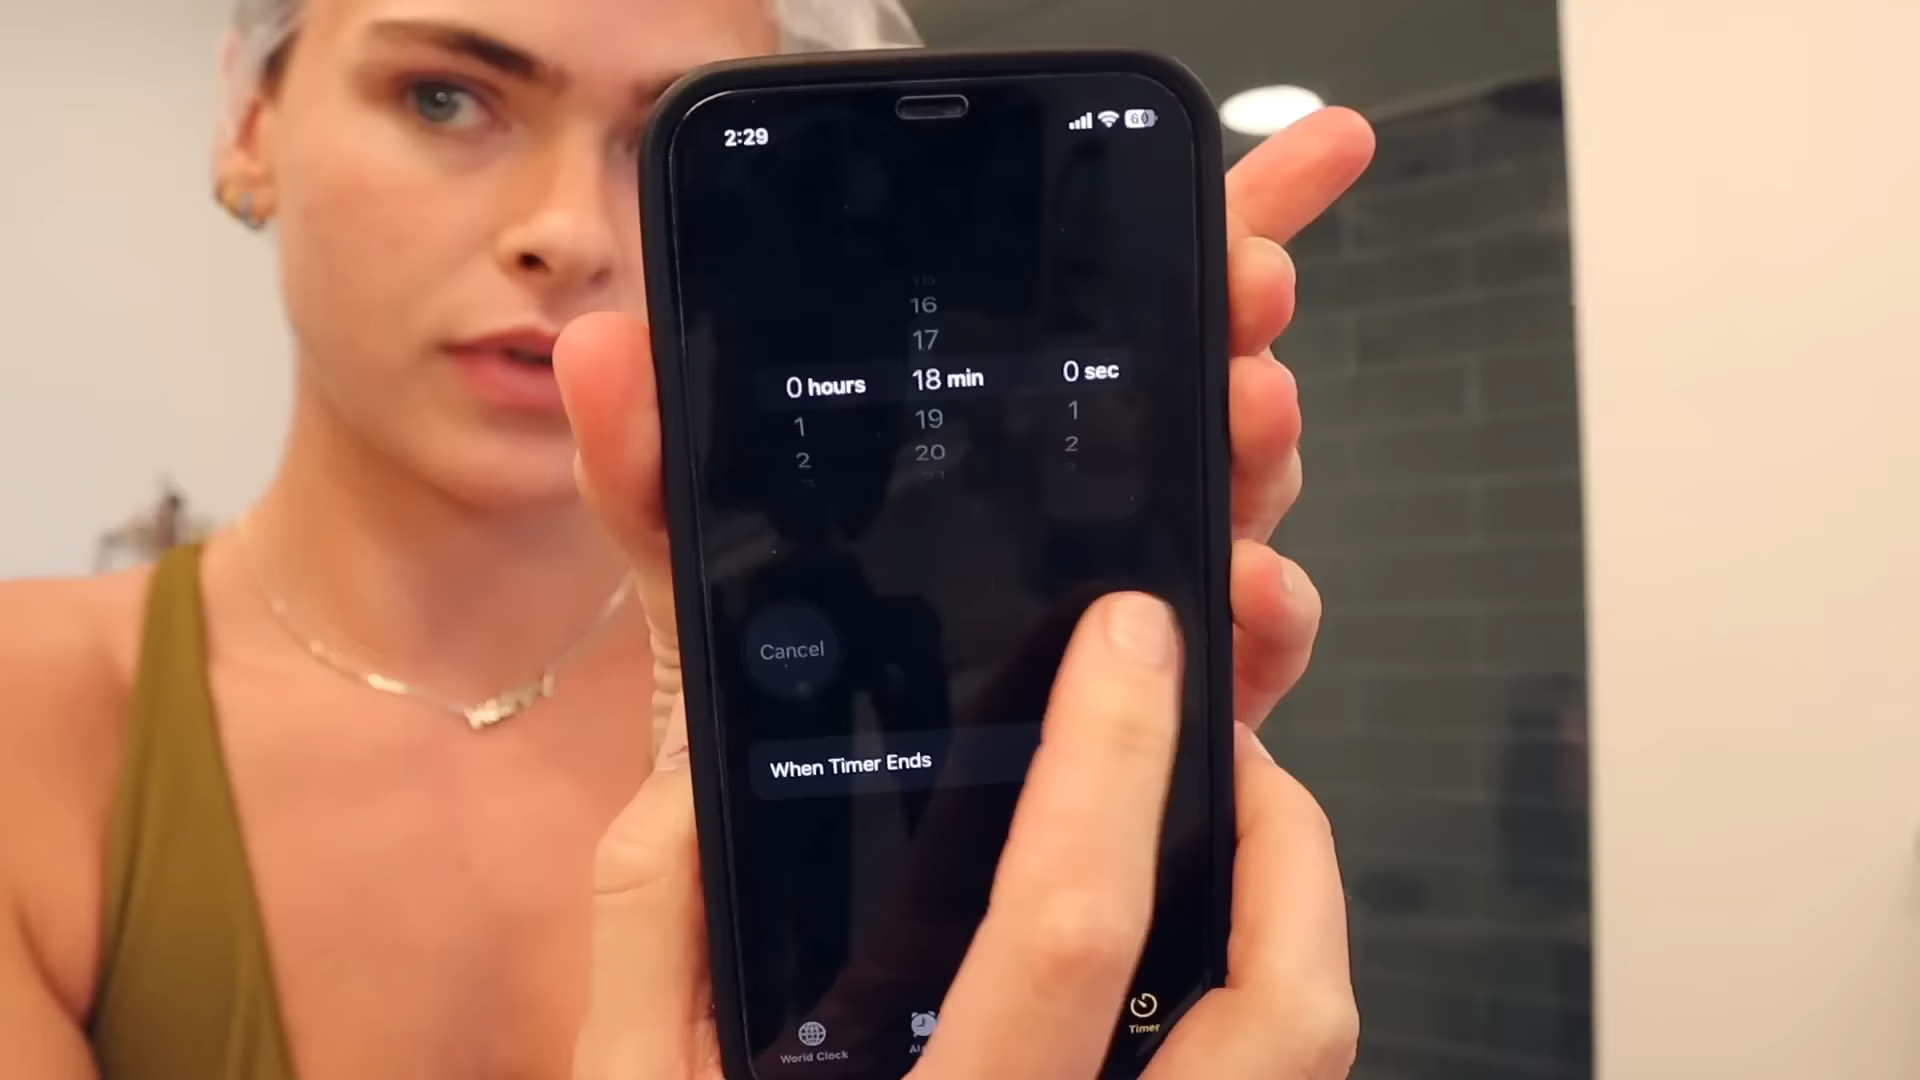 2:29
60
16
17
0 hours 18 min 0 sec
1 19 1
2 20 2
Cancel
When Timer Ends
World Clock
Timer